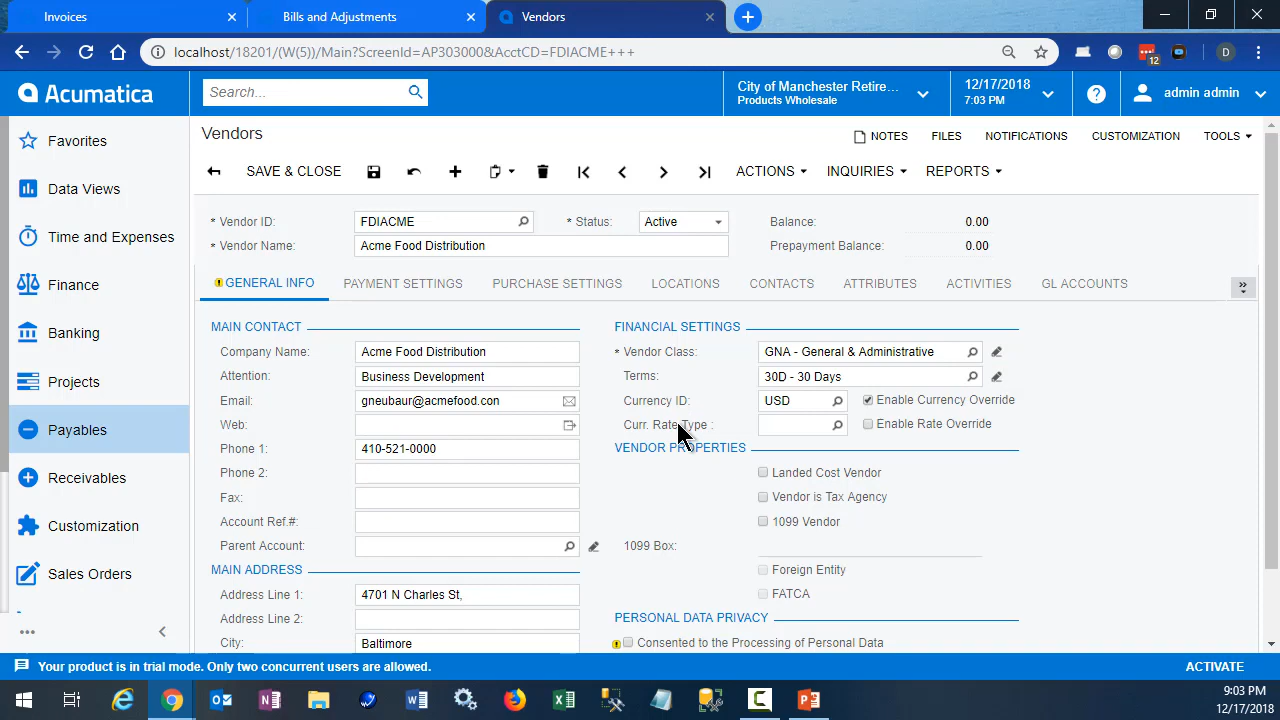 Invoices
Bills and Adjustments
Vendors
localhost/18201/(W(5))/Main?ScreenId=AP303000&AcctCD=FDIACME+++
12
D
Acumatica
Search...
City of Manchester Retire...
Products Wholesale
12/17/2018
7:03 PM
?
admin admin
Favorites
Data Views
Time and Expenses
Finance
Banking
Projects
Payables
Receivables
Customization
Sales Orders
Vendors
NOTES
FILES
NOTIFICATIONS
CUSTOMIZATION
TOOLS
SAVE & CLOSE
ACTIONS
INQUIRIES
REPORTS
* Vendor ID: FDIACME
* Status: Active
Balance: 0.00
* Vendor Name: Acme Food Distribution
Prepayment Balance: 0.00
GENERAL INFO
PAYMENT SETTINGS
PURCHASE SETTINGS
LOCATIONS
CONTACTS
ATTRIBUTES
ACTIVITIES
GL ACCOUNTS
MAIN CONTACT
Company Name: Acme Food Distribution
Attention: Business Development
Email: gneubaur@acmefood.con
Web:
Phone 1: 410-521-0000
Phone 2:
Fax:
Account Ref.#:
Parent Account:
MAIN ADDRESS
Address Line 1: 4701 N Charles St,
Address Line 2:
City: Baltimore
FINANCIAL SETTINGS
* Vendor Class: GNA - General & Administrative
Terms: 30D - 30 Days
Currency ID: USD
Enable Currency Override
Curr. Rate Type :
Enable Rate Override
VENDOR PROPERTIES
Landed Cost Vendor
Vendor is Tax Agency
1099 Vendor
1099 Box:
Foreign Entity
FATCA
PERSONAL DATA PRIVACY
Consented to the Processing of Personal Data
Your product is in trial mode. Only two concurrent users are allowed.
ACTIVATE
9:03 PM
12/17/2018